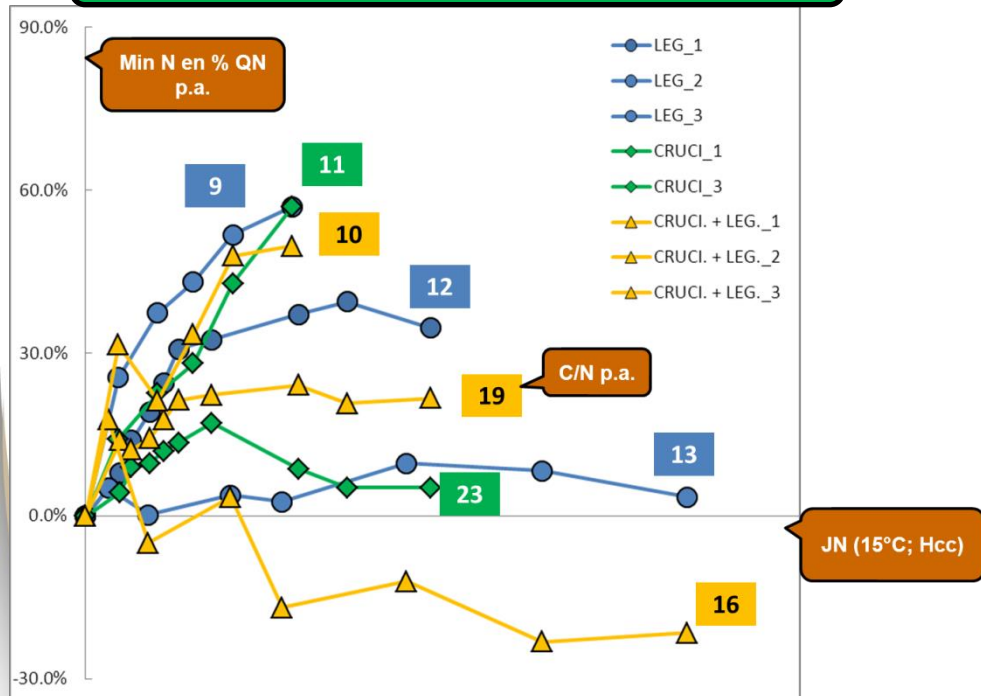 90.0%
Min N en % QN
p.a.
LEG_1
LEG_2
LEG_3
CRUCI_1
CRUCI_3
CRUCI. + LEG._1
CRUCI. + LEG._2
CRUCI. + LEG._3
60.0%
9
11
10
12
30.0%
C/N p.a.
19
13
23
0.0%
JN (15°C; Hcc)
16
-30.0%